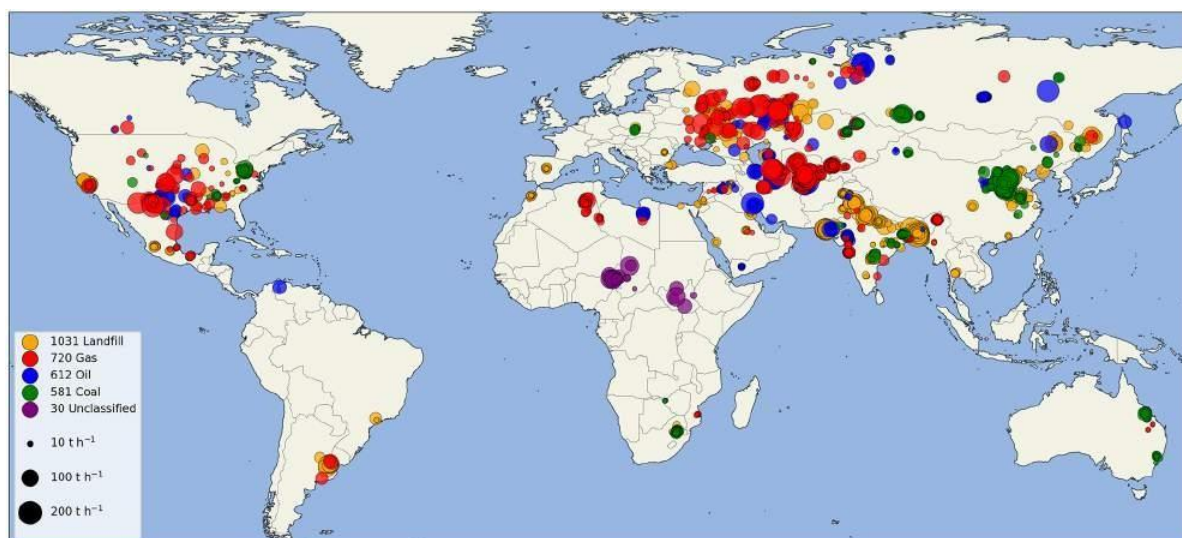 1031 Landfill
720 Gas
612 Oil
581 Coal
30 Unclassified
10 t h⁻¹
100 t h⁻¹
200 t h⁻¹